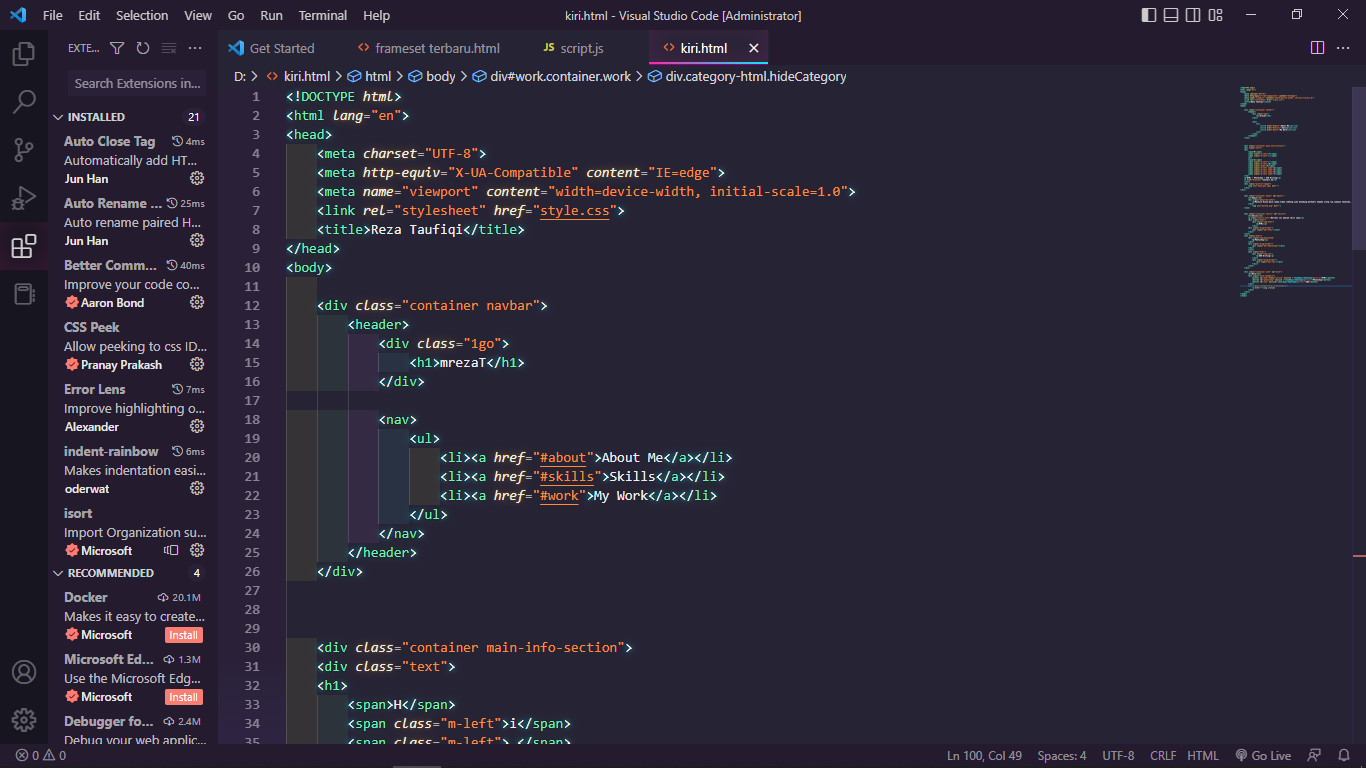 File Edit Selection View Go Run Terminal Help
kiri.html - Visual Studio Code [Administrator]
EXTE...
Search Extensions in...
INSTALLED 21
Auto Close Tag 4ms
Automatically add HT...
Jun Han
Auto Rename ... 25ms
Auto rename paired H...
Jun Han
Better Comm... 40ms
Improve your code co...
Aaron Bond
CSS Peek
Allow peeking to css ID...
Pranay Prakash
Error Lens 7ms
Improve highlighting o...
Alexander
indent-rainbow 6ms
Makes indentation easi...
oderwat
isort
Import Organization su...
Microsoft
RECOMMENDED 4
Docker 20.1M
Makes it easy to create...
Microsoft Install
Microsoft Ed... 1.3M
Use the Microsoft Edg...
Microsoft Install
Debugger fo... 2.4M
Debug your web applic...
Get Started
frameset terbaru.html
JS script.js
kiri.html
D: > kiri.html > html > body > div#work.container.work > div.category-html.hideCategory
1 <!DOCTYPE html>
2 <html lang="en">
3 <head>
4 <meta charset="UTF-8">
5 <meta http-equiv="X-UA-Compatible" content="IE=edge">
6 <meta name="viewport" content="width=device-width, initial-scale=1.0">
7 <link rel="stylesheet" href="style.css">
8 <title>Reza Taufiqi</title>
9 </head>
10 <body>
11
12 <div class="container navbar">
13 <header>
14 <div class="1go">
15 <h1>mrezaT</h1>
16 </div>
17
18 <nav>
19 <ul>
20 <li><a href="#about">About Me</a></li>
21 <li><a href="#skills">Skills</a></li>
22 <li><a href="#work">My Work</a></li>
23 </ul>
24 </nav>
25 </header>
26 </div>
27
28
29
30 <div class="container main-info-section">
31 <div class="text">
32 <h1>
33 <span>H</span>
34 <span class="m-left">i</span>
35 <span class="m-left"> </span>
0 0
Ln 100, Col 49 Spaces: 4 UTF-8 CRLF HTML Go Live